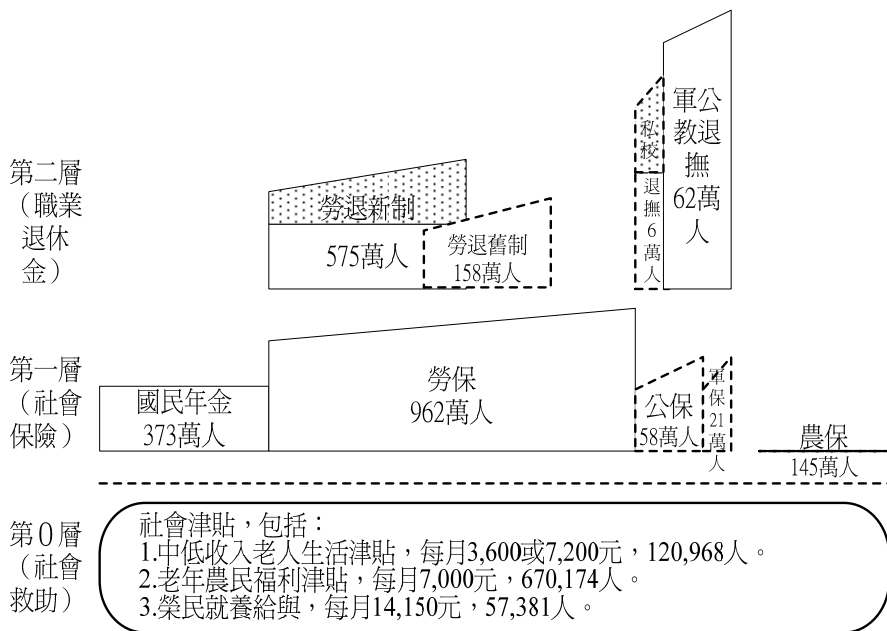 第二層
（職業
退休
金）
勞退新制
575萬人
勞退舊制
158萬人
私
校
退
撫
6
萬
人
軍公
教退
撫
62萬
人
第一層
（社會
保險）
國民年金
373萬人
勞保
962萬人
公保
58萬人
軍
保
21
萬
人
農保
145萬人
第０層
（社會
救助）
社會津貼，包括：
1.中低收入老人生活津貼，每月3,600或7,200元，120,968人。
2.老年農民福利津貼，每月7,000元，670,174人。
3.榮民就養給與，每月14,150元，57,381人。